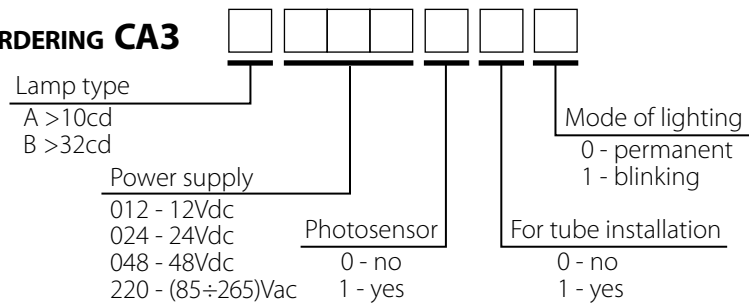 RDERING CA3
Lamp type
A >10cd
B >32cd
Mode of lighting
0 - permanent
1 - blinking
Power supply
012 - 12Vdc
024 - 24Vdc
048 - 48Vdc
220 - (85÷265)Vac
Photosensor
0 - no
1 - yes
For tube installation
0 - no
1 - yes